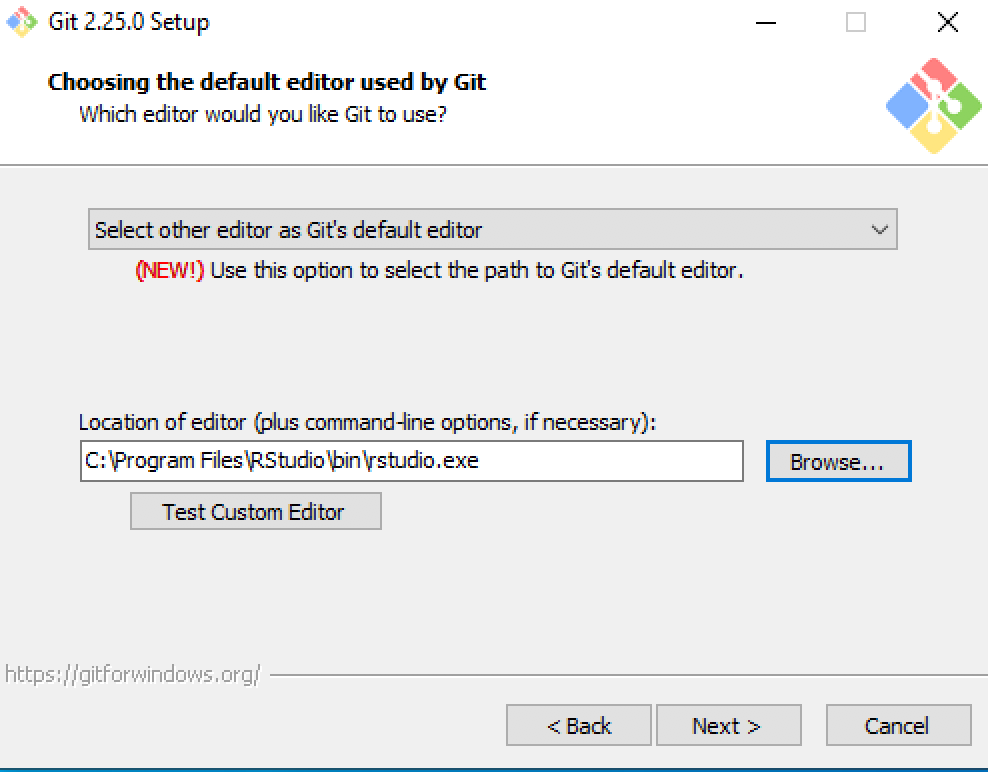 Git 2.25.0 Setup
Choosing the default editor used by Git
Which editor would you like Git to use?
Select other editor as Git's default editor
(NEW!) Use this option to select the path to Git's default editor.
Location of editor (plus command-line options, if necessary):
C:\Program Files\RStudio\bin\rstudio.exe
Browse...
Test Custom Editor
https://gitforwindows.org/
< Back
Next >
Cancel